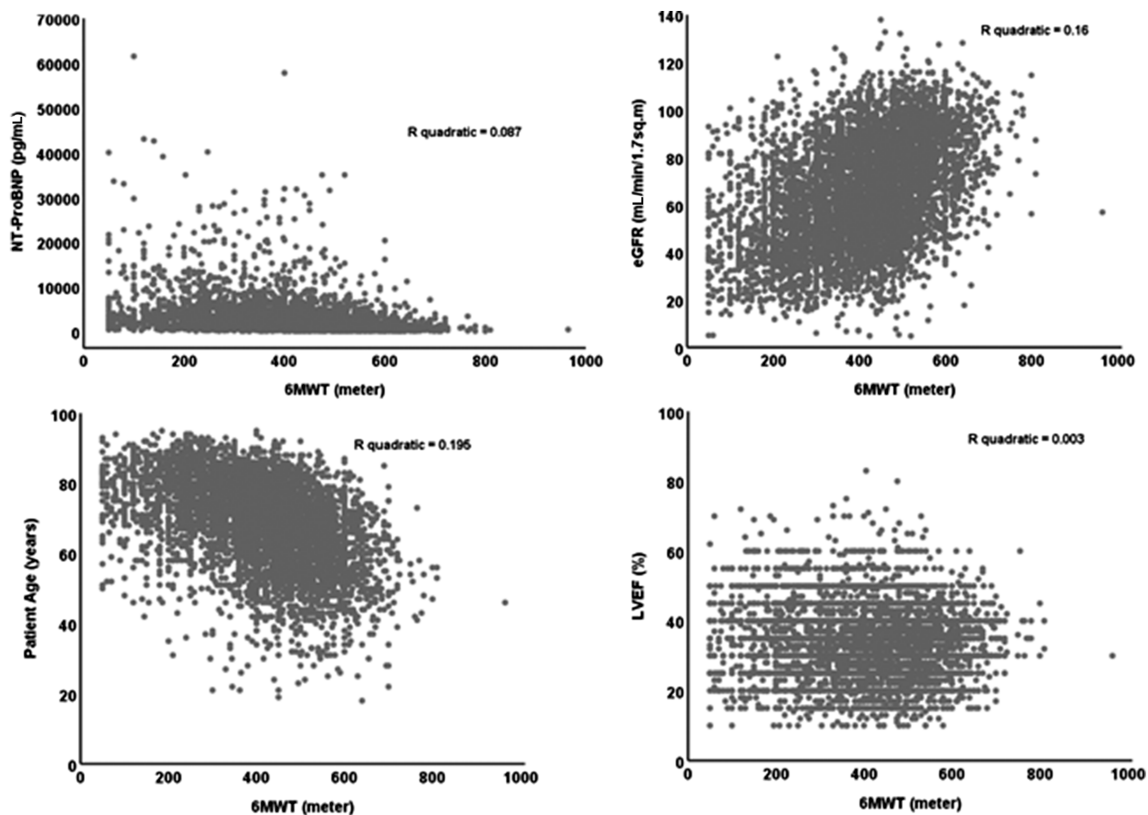 70000
60000
50000
40000
30000
20000
10000
0
NT-ProBNP (pg/mL)
R quadratic = 0.087
0 200 400 600 800 1000
6MWT (meter)
140
120
100
80
60
40
20
0
eGFR (mL/min/1.7sq.m)
R quadratic = 0.16
0 200 400 600 800 1000
6MWT (meter)
100
80
60
40
20
0
Patient Age (years)
R quadratic = 0.195
0 200 400 600 800 1000
6MWT (meter)
100
80
60
40
20
0
LVEF (%)
R quadratic = 0.003
0 200 400 600 800 1000
6MWT (meter)